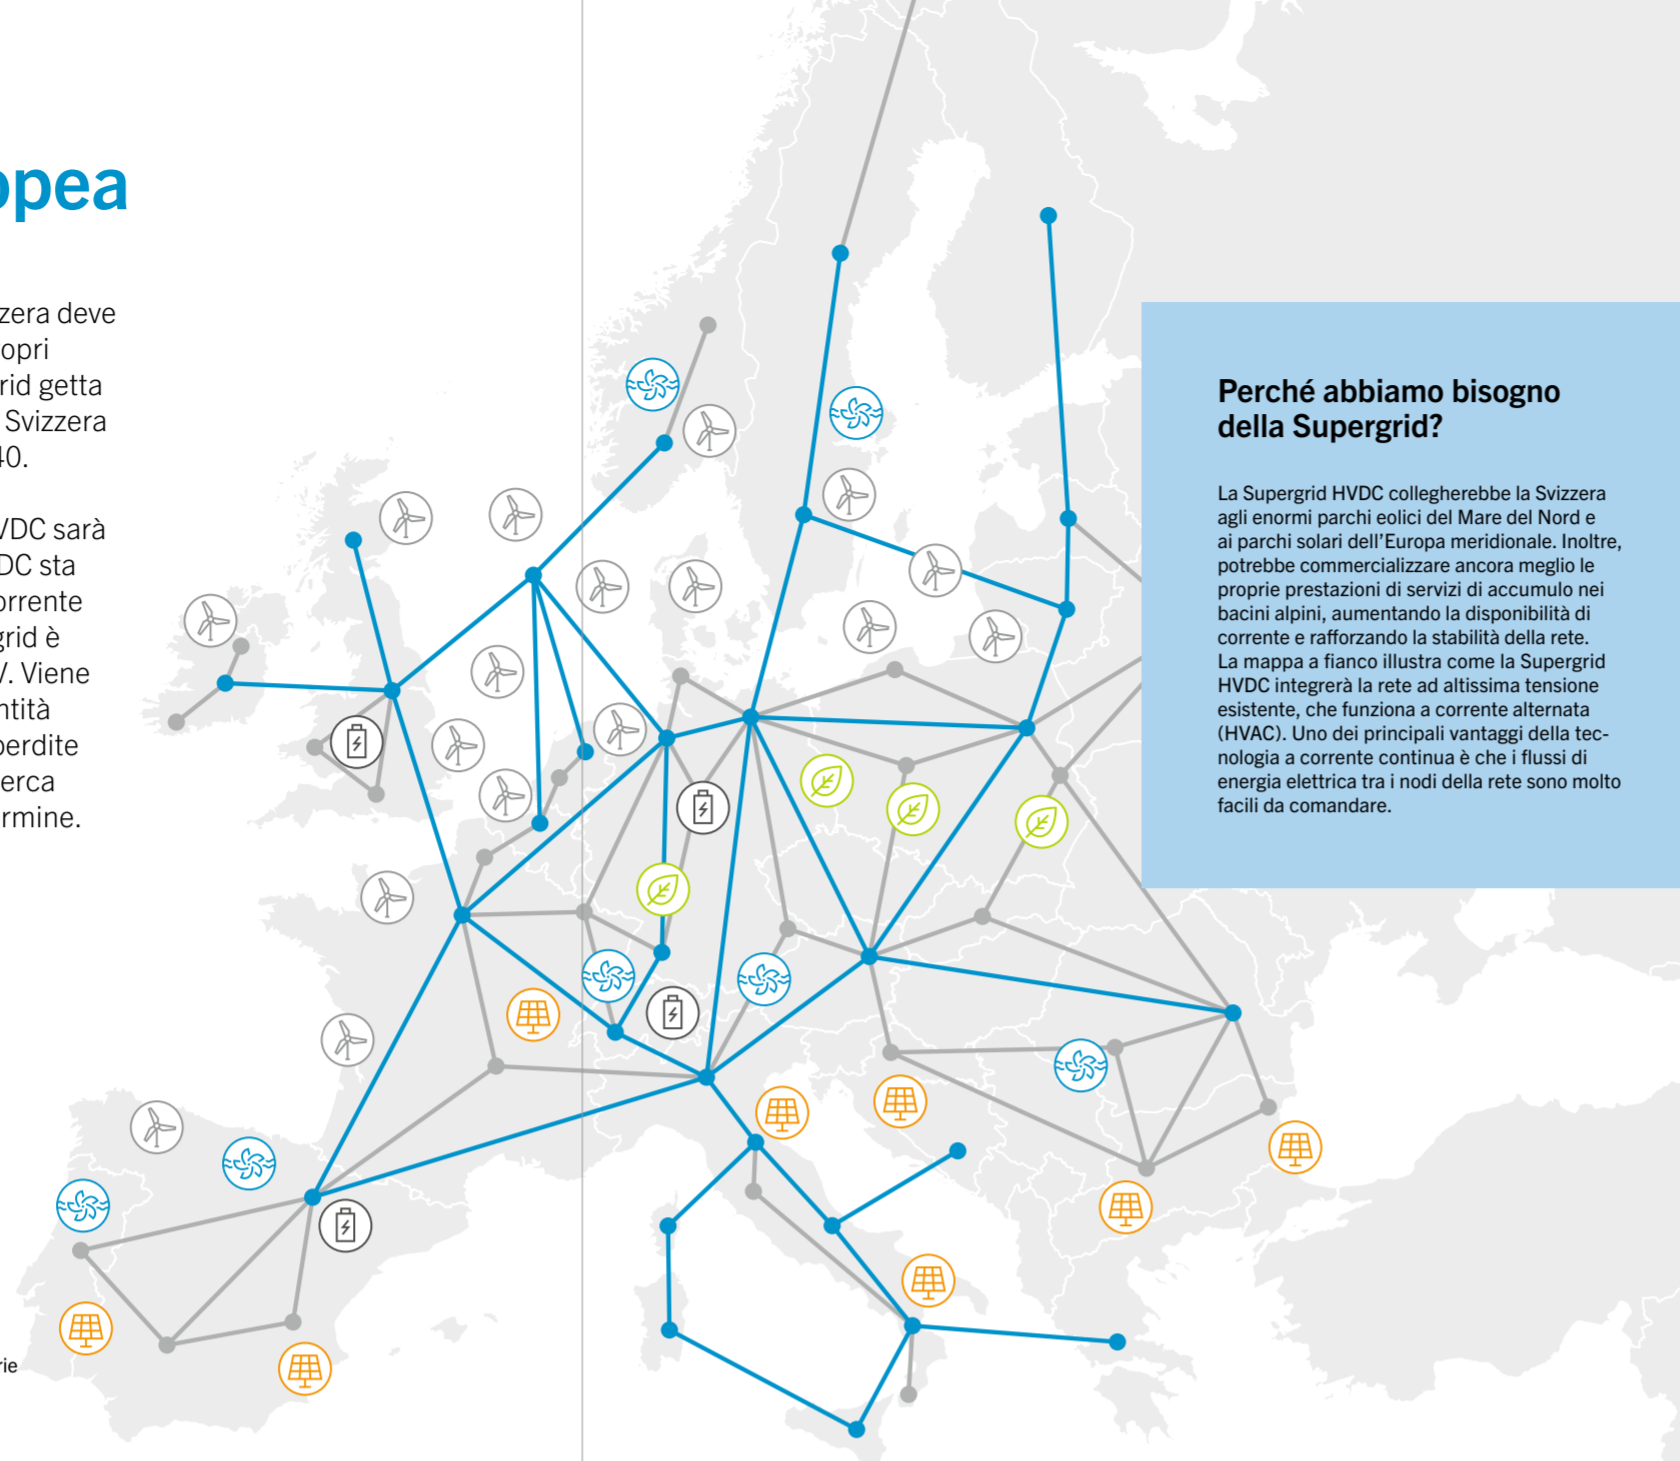 opea
zera deve
opri
rid getta
Svizzera
40.
VDC sarà
DC sta
orrente
grid è
V. Viene
ntità
perdite
erca
rmine.
rie
Perché abbiamo bisogno
della Supergrid?
La Supergrid HVDC collegherebbe la Svizzera
agli enormi parchi eolici del Mare del Nord e
ai parchi solari dell'Europa meridionale. Inoltre,
potrebbe commercializzare ancora meglio le
proprie prestazioni di servizi di accumulo nei
bacini alpini, aumentando la disponibilità di
corrente e rafforzando la stabilità della rete.
La mappa a fianco illustra come la Supergrid
HVDC integrerà la rete ad altissima tensione
esistente, che funziona a corrente alternata
(HVAC). Uno dei principali vantaggi della tec-
nologia a corrente continua è che i flussi di
energia elettrica tra i nodi della rete sono molto
facili da comandare.